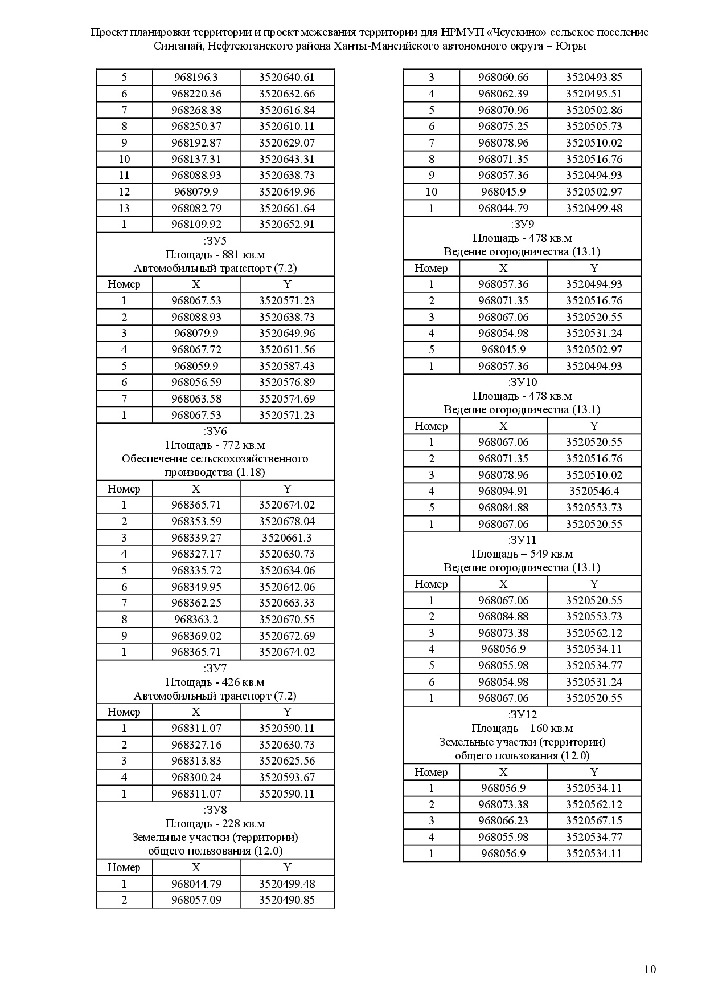 Проект планировки территории и проект межевания территории для НРМУП «Чеускино» сельское поселение
Сингапай, Нефтеюганского района Ханты-Мансийского автономного округа – Югры
5 968196.3 3520640.61
6 968220.36 3520632.66
7 968268.38 3520616.84
8 968250.37 3520610.11
9 968192.87 3520629.07
10 968137.31 3520643.31
11 968088.93 3520638.73
12 968079.9 3520649.96
13 968082.79 3520661.64
1 968109.92 3520652.91
:ЗУ5
Площадь - 881 кв.м
Автомобильный транспорт (7.2)
Номер X Y
1 968067.53 3520571.23
2 968088.93 3520638.73
3 968079.9 3520649.96
4 968067.72 3520611.56
5 968059.9 3520587.43
6 968056.59 3520576.89
7 968063.58 3520574.69
1 968067.53 3520571.23
:ЗУ6
Площадь - 772 кв.м
Обеспечение сельскохозяйственного
производства (1.18)
Номер X Y
1 968365.71 3520674.02
2 968353.59 3520678.04
3 968339.27 3520661.3
4 968327.17 3520630.73
5 968335.72 3520634.06
6 968349.95 3520642.06
7 968362.25 3520663.33
8 968363.2 3520670.55
9 968369.02 3520672.69
1 968365.71 3520674.02
:ЗУ7
Площадь - 426 кв.м
Автомобильный транспорт (7.2)
Номер X Y
1 968311.07 3520590.11
2 968327.16 3520630.73
3 968313.83 3520625.56
4 968300.24 3520593.67
1 968311.07 3520590.11
:ЗУ8
Площадь - 228 кв.м
Земельные участки (территории)
общего пользования (12.0)
Номер X Y
1 968044.79 3520499.48
2 968057.09 3520490.85
3 968060.66 3520493.85
4 968062.39 3520495.51
5 968070.96 3520502.86
6 968075.25 3520505.73
7 968078.96 3520510.02
8 968071.35 3520516.76
9 968057.36 3520494.93
10 968045.9 3520502.97
1 968044.79 3520499.48
:ЗУ9
Площадь - 478 кв.м
Ведение огородничества (13.1)
Номер X Y
1 968057.36 3520494.93
2 968071.35 3520516.76
3 968067.06 3520520.55
4 968054.98 3520531.24
5 968045.9 3520502.97
1 968057.36 3520494.93
:ЗУ10
Площадь - 478 кв.м
Ведение огородничества (13.1)
Номер X Y
1 968067.06 3520520.55
2 968071.35 3520516.76
3 968078.96 3520510.02
4 968094.91 3520546.4
5 968084.88 3520553.73
1 968067.06 3520520.55
:ЗУ11
Площадь – 549 кв.м
Ведение огородничества (13.1)
Номер X Y
1 968067.06 3520520.55
2 968084.88 3520553.73
3 968073.38 3520562.12
4 968056.9 3520534.11
5 968055.98 3520534.77
6 968054.98 3520531.24
1 968067.06 3520520.55
:ЗУ12
Площадь – 160 кв.м
Земельные участки (территории)
общего пользования (12.0)
Номер X Y
1 968056.9 3520534.11
2 968073.38 3520562.12
3 968066.23 3520567.15
4 968055.98 3520534.77
1 968056.9 3520534.11
10